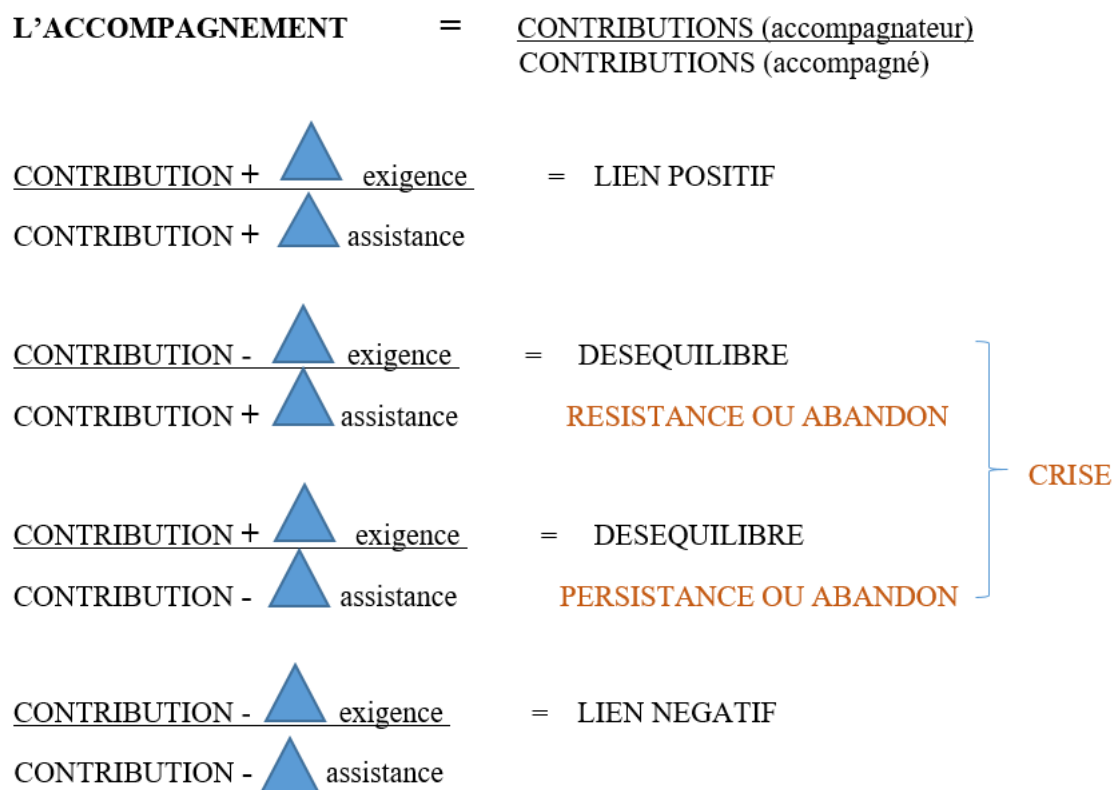 L'ACCOMPAGNEMENT = CONTRIBUTIONS (accompagnateur)
CONTRIBUTIONS (accompagné)
CONTRIBUTION + exigence = LIEN POSITIF
CONTRIBUTION + assistance
CONTRIBUTION - exigence = DESEQUILIBRE
CONTRIBUTION + assistance RESISTANCE OU ABANDON
CRISE
CONTRIBUTION + exigence = DESEQUILIBRE
CONTRIBUTION - assistance PERSISTANCE OU ABANDON
CONTRIBUTION - exigence = LIEN NEGATIF
CONTRIBUTION - assistance